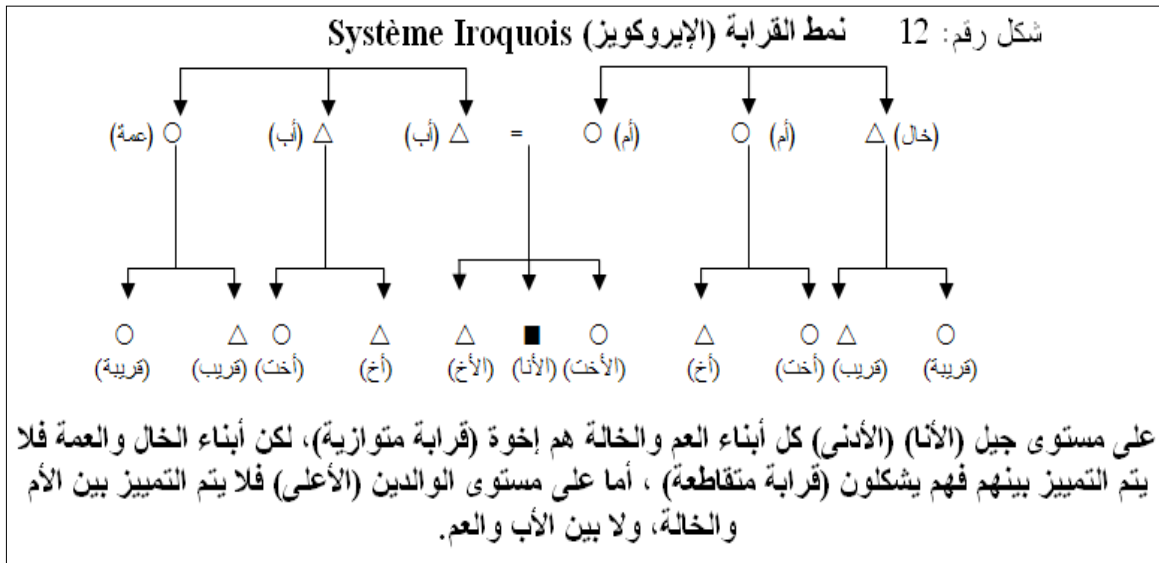 شكل رقم: 12 نمط القرابة (الإيروكويز) Système Iroquois
(خال) (أم) (أم) = (أب) (أب) (عمة)
(قريبة) (قريب) (أخت) (أخ) (الأخت) (الأنا) (الأخ) (أخ) (أخت) (قريب) (قريبة)
على مستوى جيل (الأنا) (الأدنى) كل أبناء العم والخالة هم إخوة (قرابة متوازية)، لكن أبناء الخال والعمة فلا
يتم التمييز بينهم فهم يشكلون (قرابة متقاطعة) ، أما على مستوى الوالدين (الأعلى) فلا يتم التمييز بين الأم
والخالة، ولا بين الأب والعم.